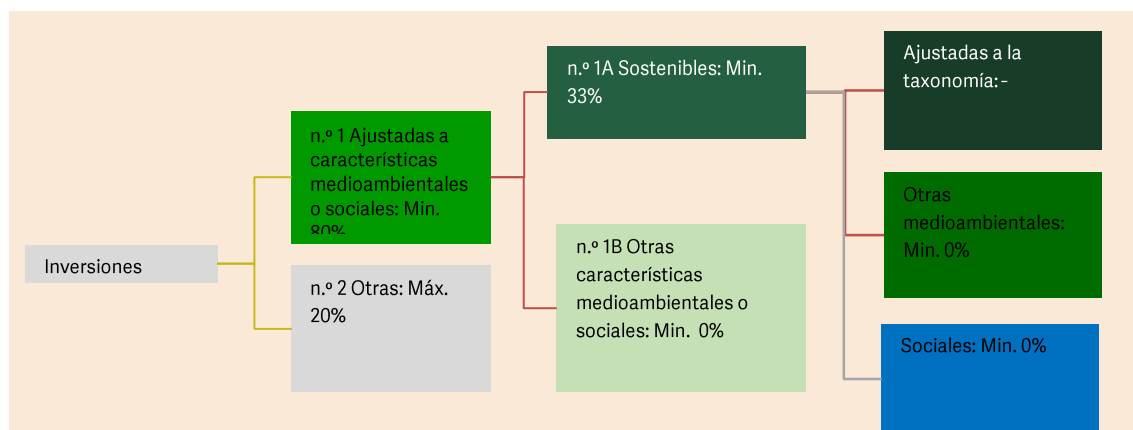 Inversiones
n.º 1 Ajustadas a
características
medioambientales
o sociales: Min.
80%
n.º 2 Otras: Máx.
20%
n.º 1A Sostenibles: Min.
33%
n.º 1B Otras
características
medioambientales o
sociales: Min. 0%
Ajustadas a la
taxonomía: -
Otras
medioambientales:
Min. 0%
Sociales: Min. 0%